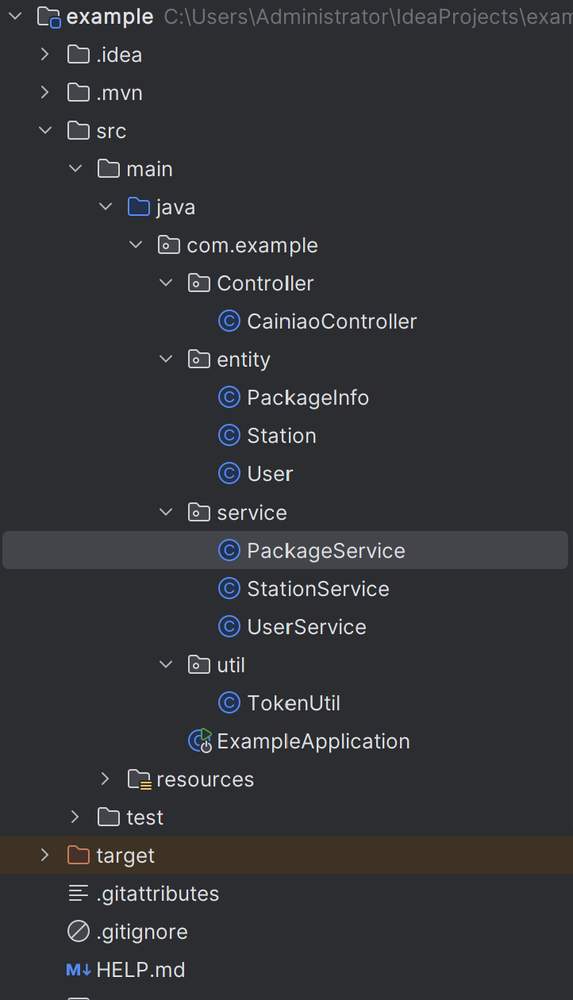 example C:\Users\Administrator\IdeaProjects\exam
.idea
.mvn
src
main
java
com.example
Controller
CainiaoController
entity
PackageInfo
Station
User
service
PackageService
StationService
UserService
util
TokenUtil
ExampleApplication
resources
test
target
.gitattributes
.gitignore
M↓ HELP.md